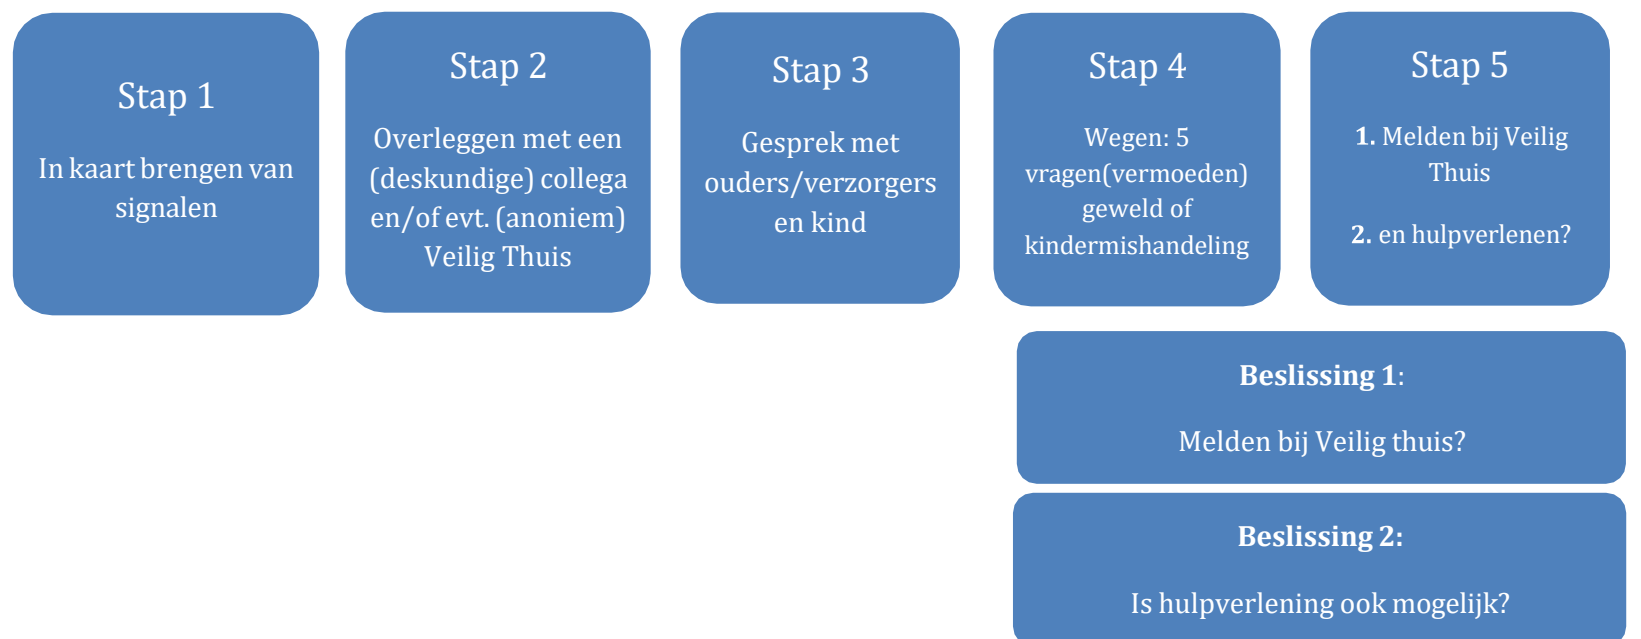 Stap 1
In kaart brengen van
signalen
Stap 2
Overleggen met een
(deskundige) collega
en/of evt. (anoniem)
Veilig Thuis
Stap 3
Gesprek met
ouders/verzorgers
en kind
Stap 4
Wegen: 5
vragen(vermoeden)
geweld of
kindermishandeling
Stap 5
1. Melden bij Veilig
Thuis
2. en hulpverlenen?
Beslissing 1:
Melden bij Veilig thuis?
Beslissing 2:
Is hulpverlening ook mogelijk?